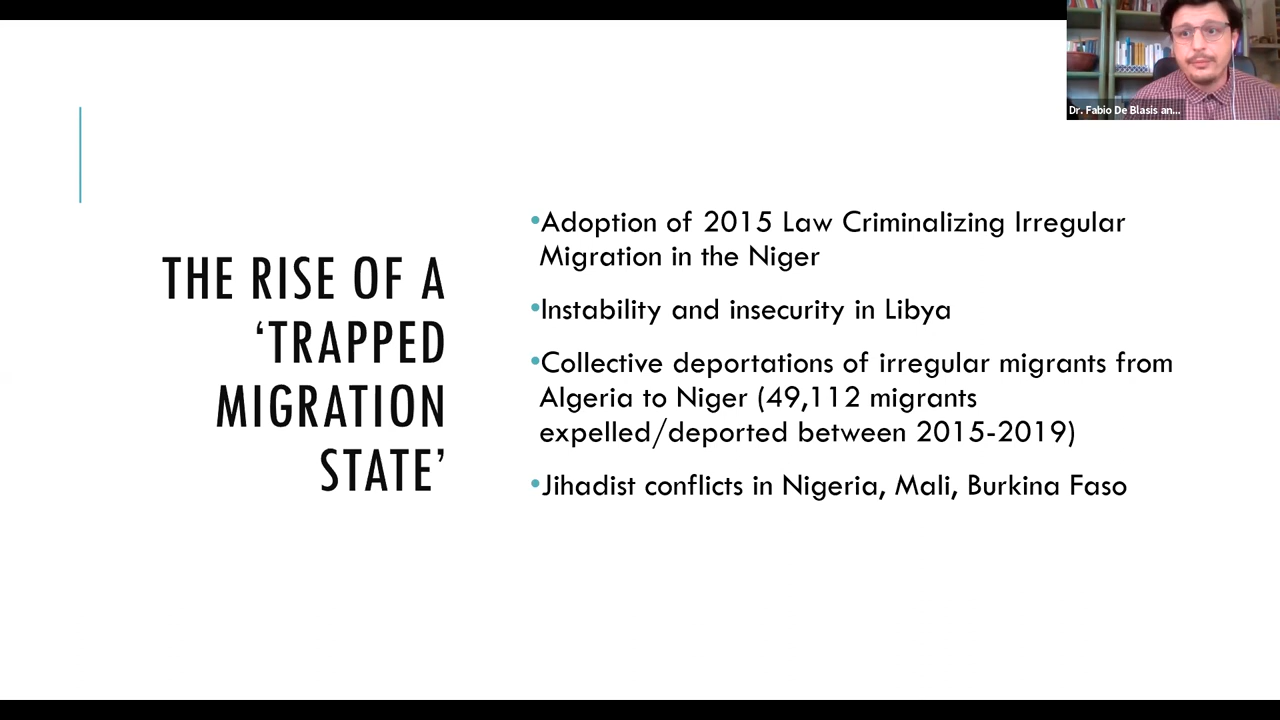 THE RISE OF A
‘TRAPPED
MIGRATION
STATE’
•Adoption of 2015 Law Criminalizing Irregular
Migration in the Niger
•Instability and insecurity in Libya
•Collective deportations of irregular migrants from
Algeria to Niger (49,112 migrants
expelled/deported between 2015-2019)
•Jihadist conflicts in Nigeria, Mali, Burkina Faso
Dr. Fabio De Blasis an...